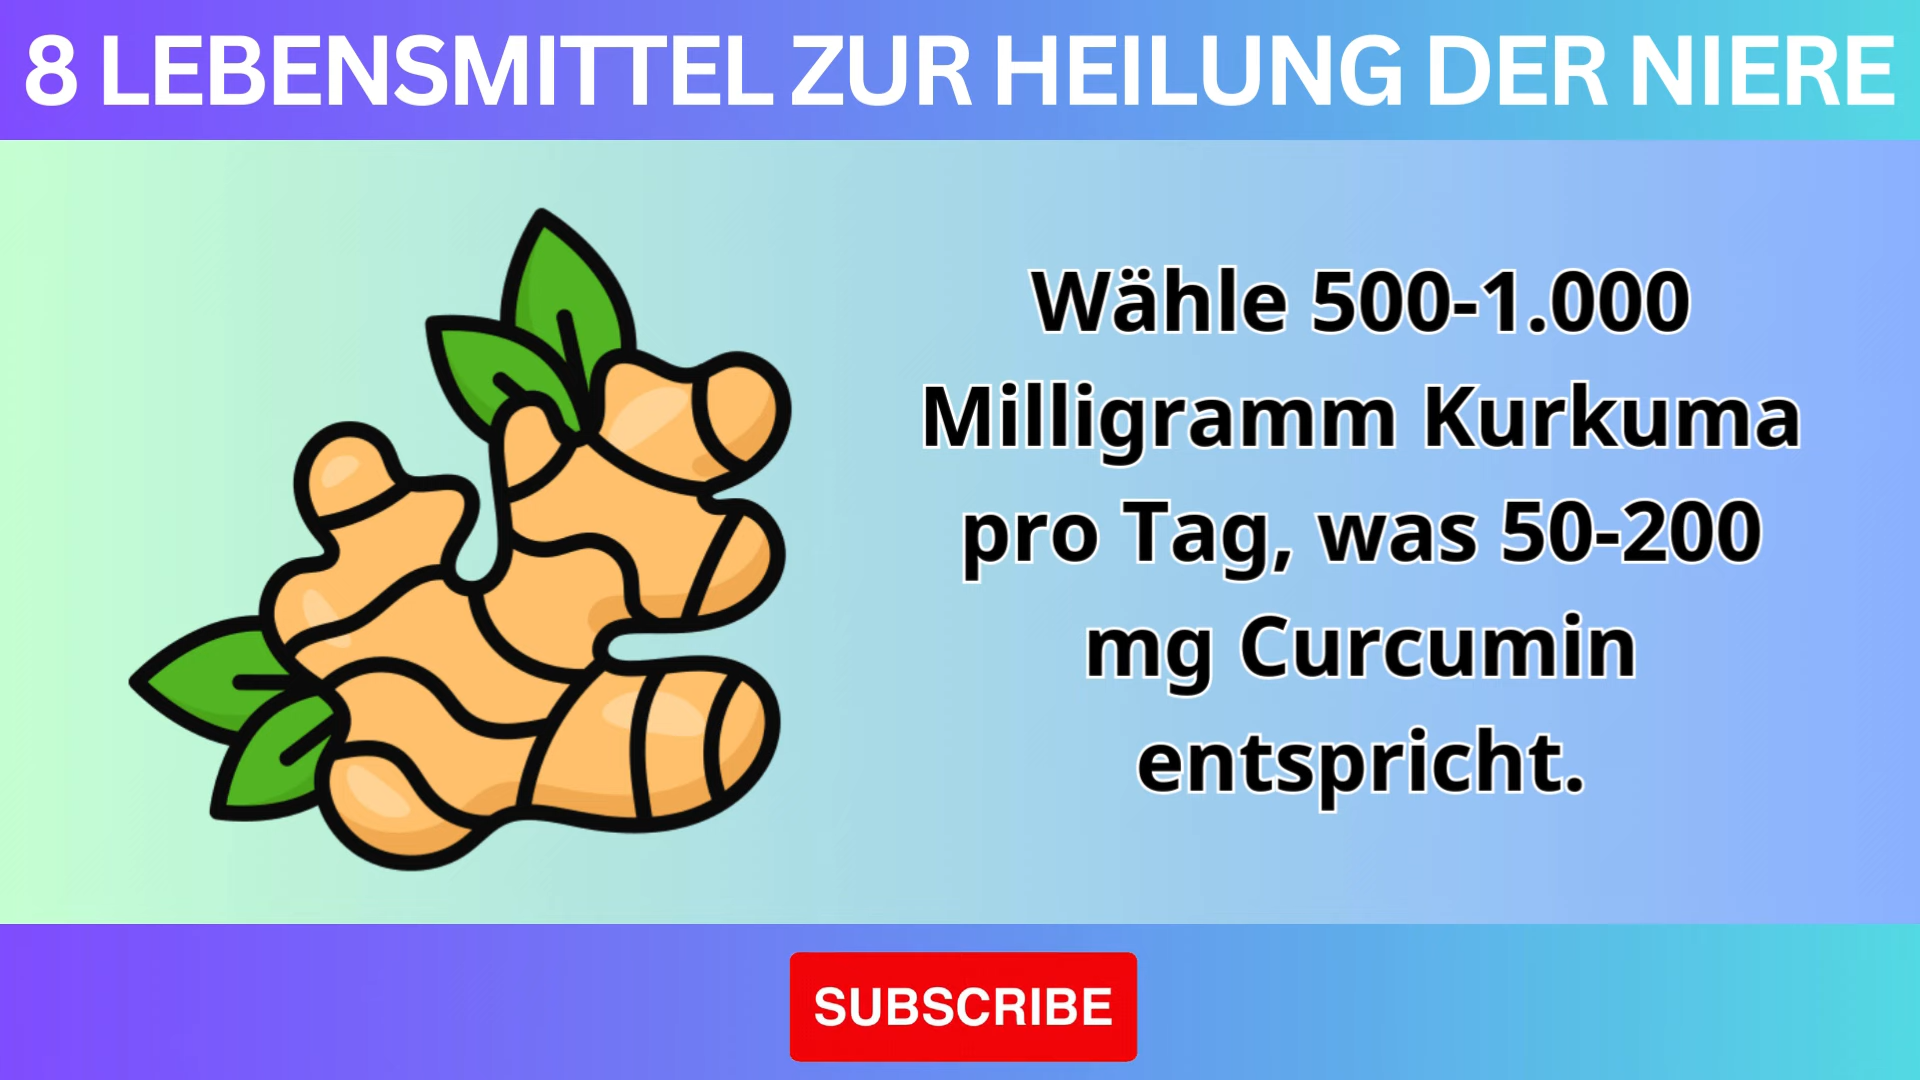 8 LEBENSMITTEL ZUR HEILUNG DER NIERE
Wähle 500-1.000
Milligramm Kurkuma
pro Tag, was 50-200
mg Curcumin
entspricht.
SUBSCRIBE